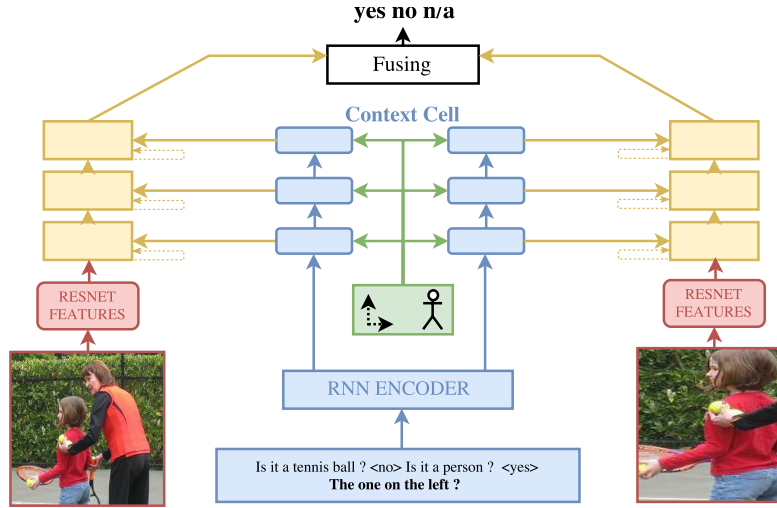 yes no n/a
Fusing
Context Cell
RESNET
FEATURES
RESNET
FEATURES
RNN ENCODER
Is it a tennis ball ? <no> Is it a person ? <yes>
The one on the left ?